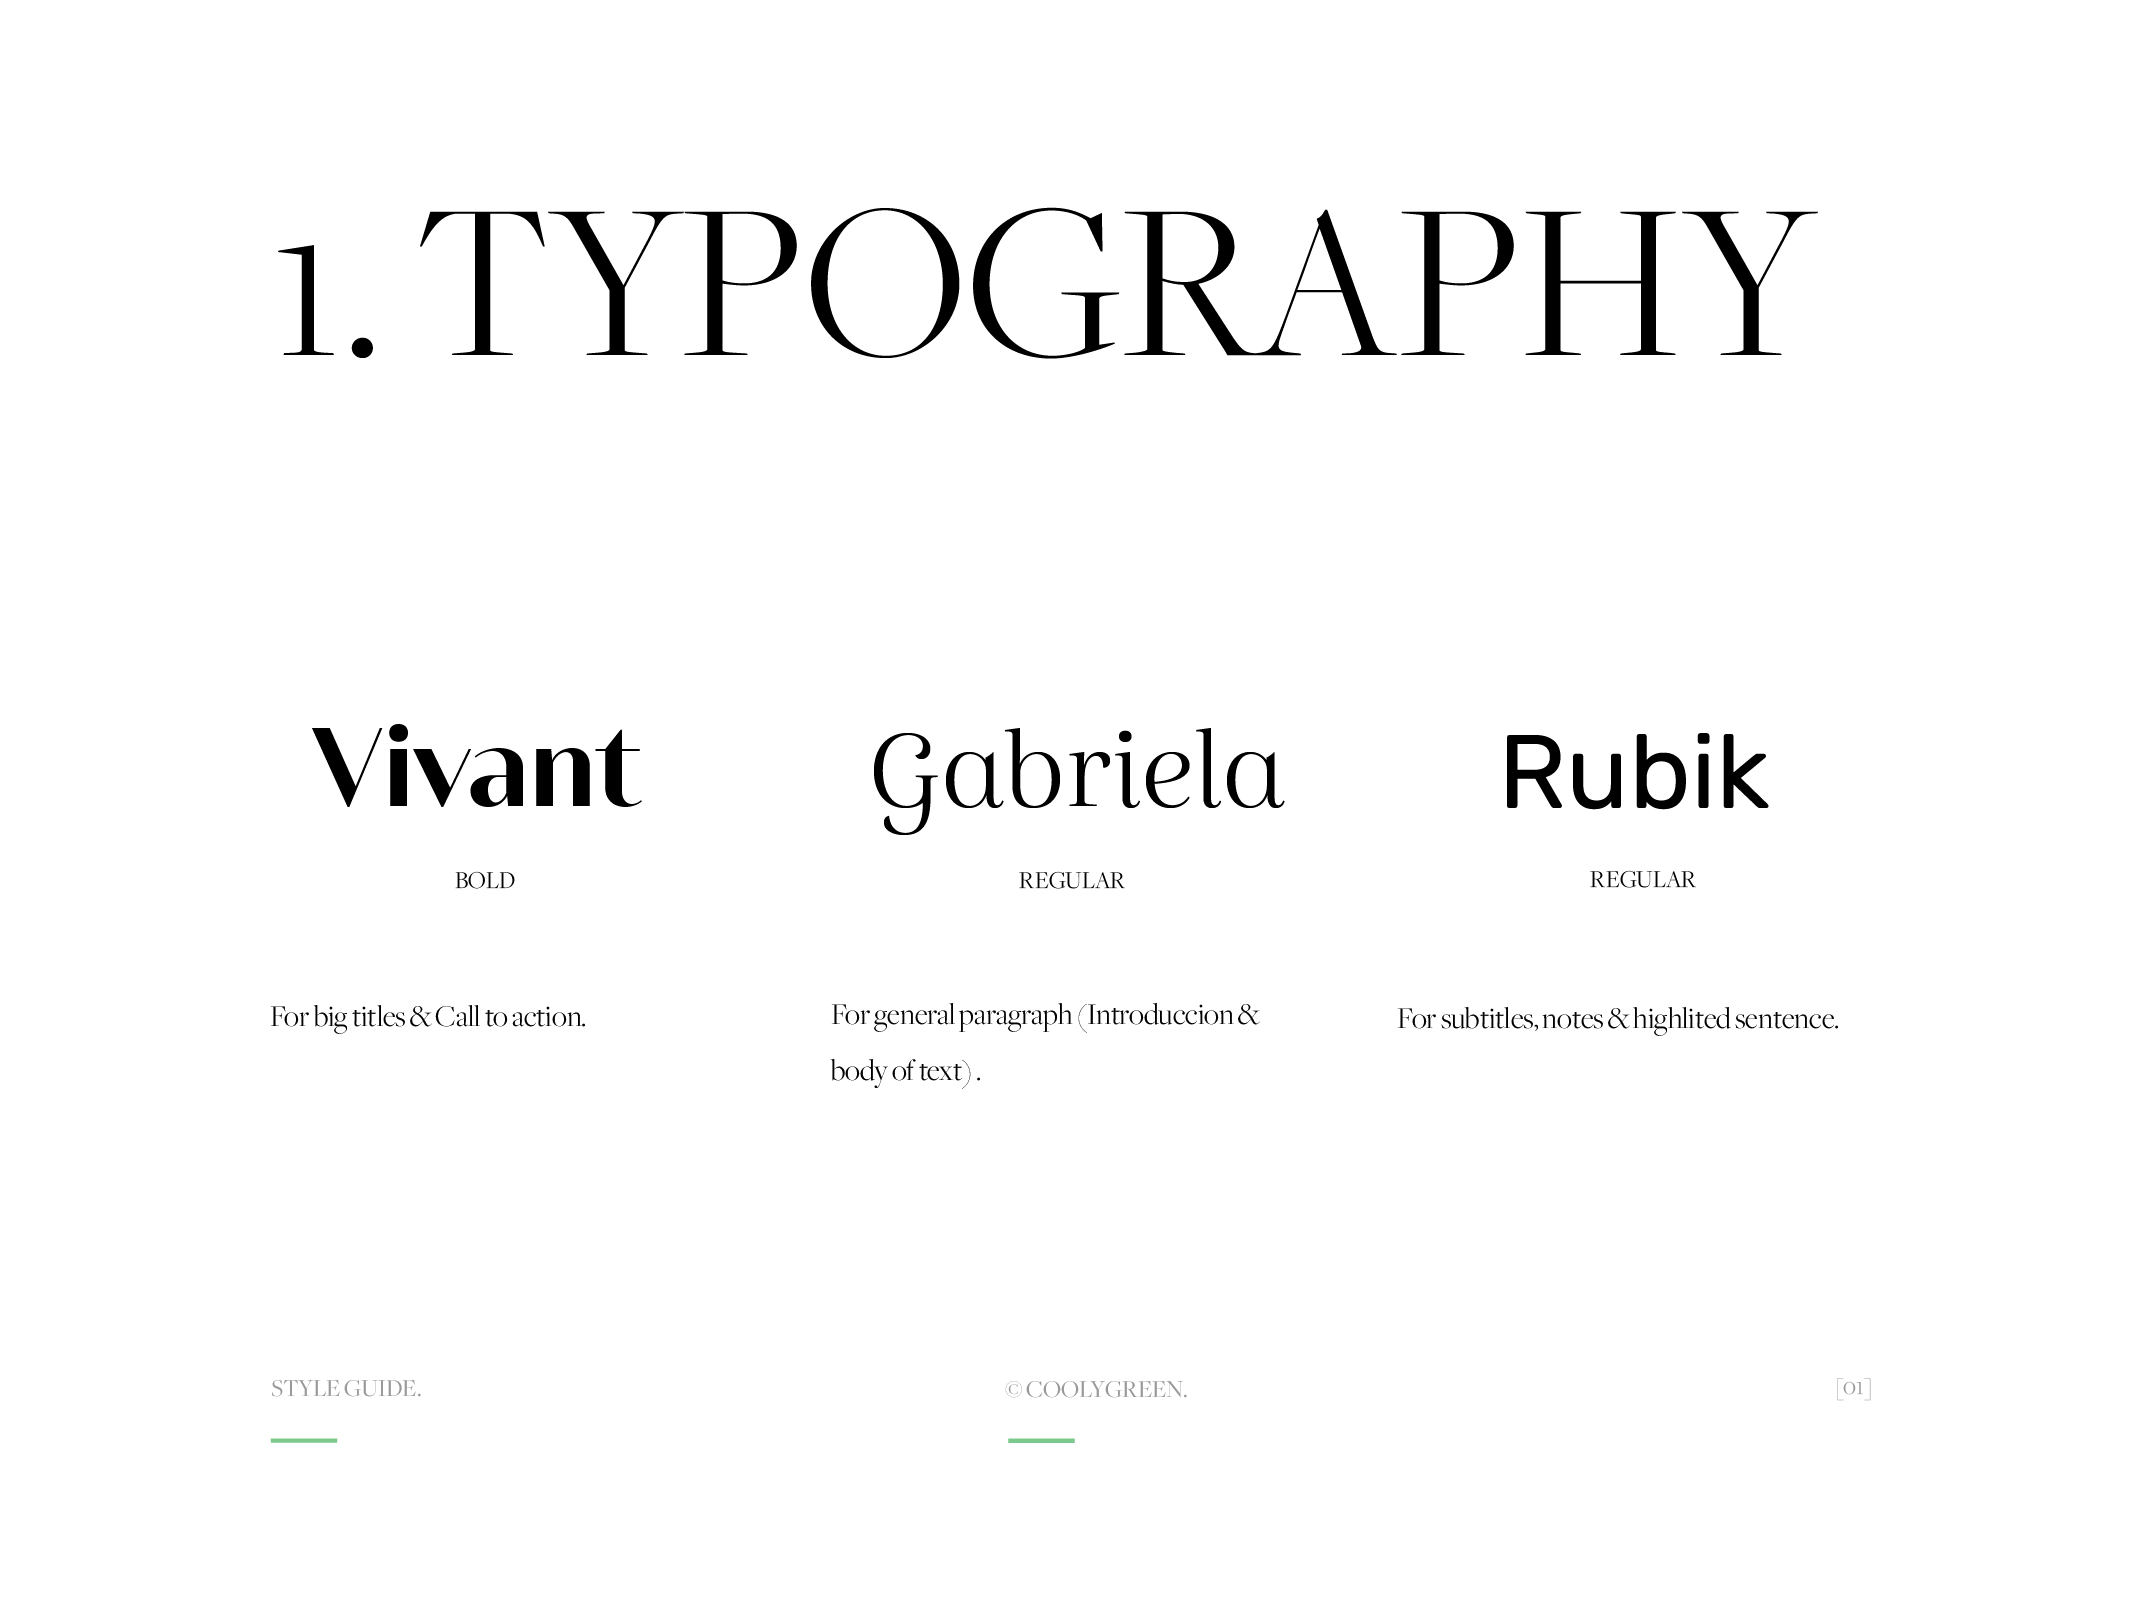 1. TYPOGRAPHY
Vivant
Gabriela
Rubik
BOLD
REGULAR
REGULAR
For big titles & Call to action.
For general paragraph (Introduccion &
body of text) .
For subtitles, notes & highlited sentence.
STYLE GUIDE.
© COOLYGREEN.
[01]